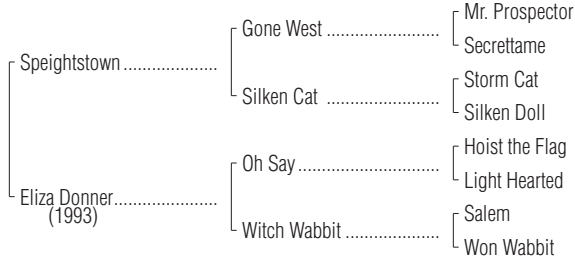 Mr. Prospector
Gone West ........................
Secrettame
Speightstown ....................
Storm Cat
Silken Cat ........................
Silken Doll
Hoist the Flag
Oh Say ..............................
Light Hearted
Eliza Donner ......................
(1993)
Salem
Witch Wabbit ....................
Won Wabbit